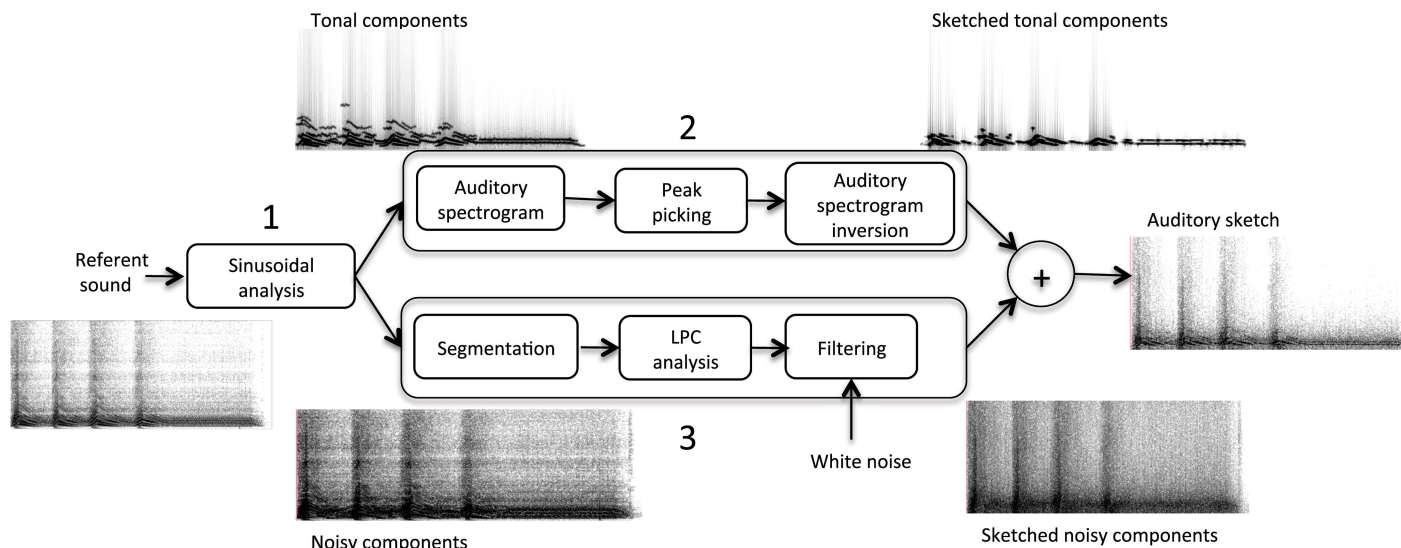 Tonal components
Sketched tonal components
2
Auditory
spectrogram
Peak
picking
Auditory
spectrogram
inversion
1
Referent
sound
Sinusoidal
analysis
+
Auditory sketch
Segmentation
LPC
analysis
Filtering
3
White noise
Noisy components
Sketched noisy components